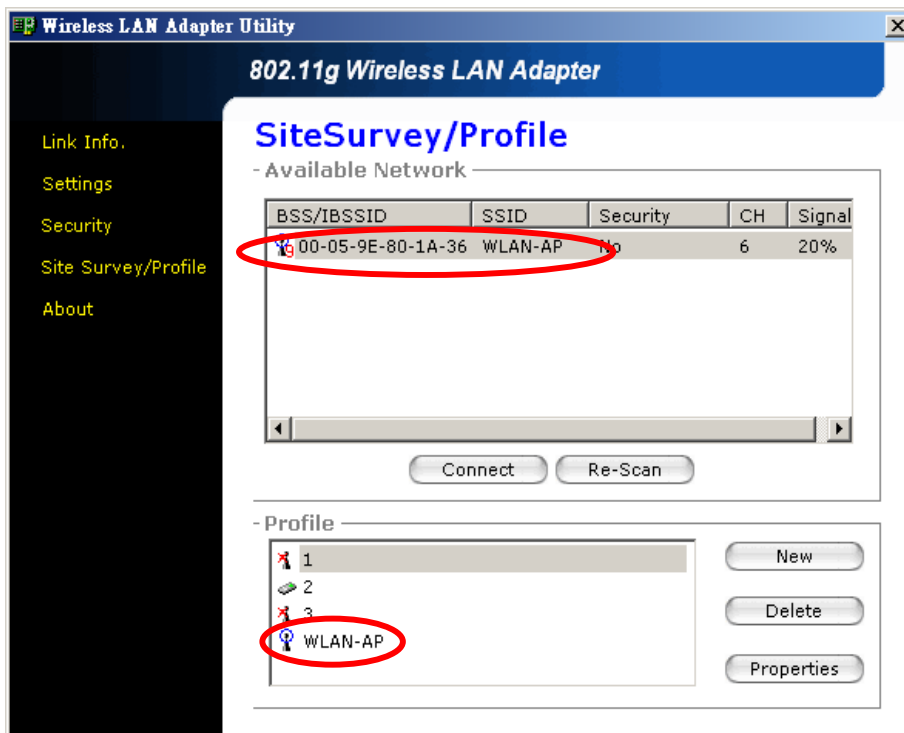 Wireless LAN Adapter Utility
802.11g Wireless LAN Adapter
Link Info.
Settings
Security
Site Survey/Profile
About
SiteSurvey/Profile
Available Network
BSS/IBSSID SSID Security CH Signal
00-05-9E-80-1A-36 WLAN-AP No 6 20%
Connect Re-Scan
Profile
1
2
3
WLAN-AP
New
Delete
Properties